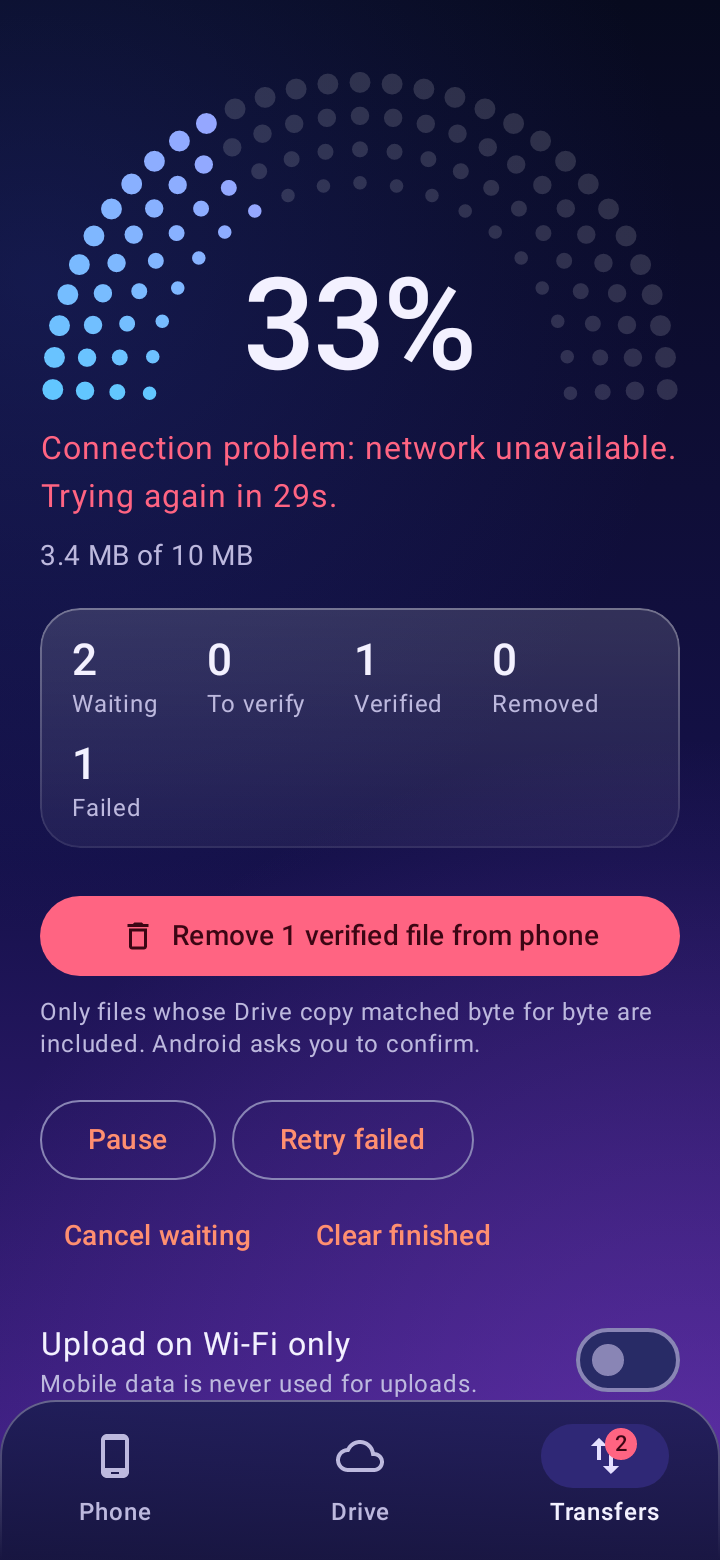 33%
Connection problem: network unavailable.
Trying again in 29s.
3.4 MB of 10 MB
2 0 1 0
Waiting To verify Verified Removed
1
Failed
Remove 1 verified file from phone
Only files whose Drive copy matched byte for byte are
included. Android asks you to confirm.
Pause Retry failed
Cancel waiting Clear finished
Upload on Wi-Fi only
Mobile data is never used for uploads.
2
Phone Drive Transfers